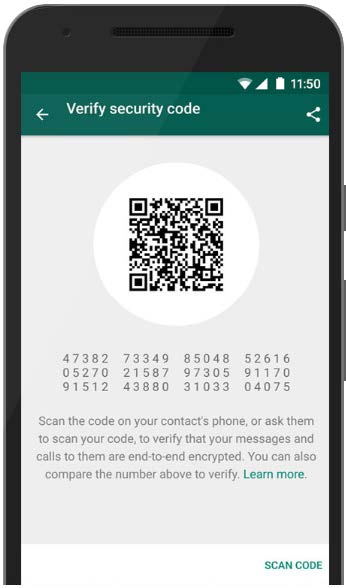 11:50
Verify security code
47382 73349 85048 52616
05270 21587 97305 91170
91512 43880 31033 04075
Scan the code on your contact's phone, or ask them
to scan your code, to verify that your messages and
calls to them are end-to-end encrypted. You can also
compare the number above to verify. Learn more.
SCAN CODE